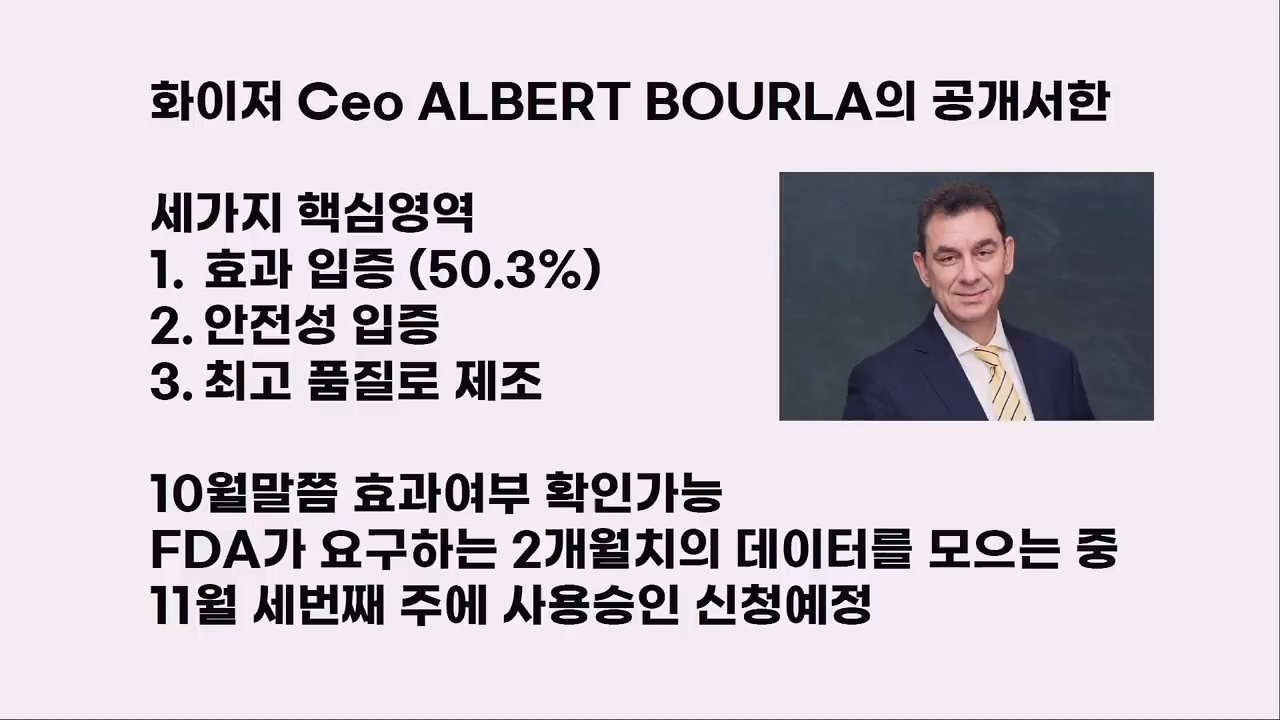 화이저 Ceo ALBERT BOURLA의 공개서한
세가지 핵심영역
1. 효과 입증 (50.3%)
2. 안전성 입증
3. 최고 품질로 제조
10월말쯤 효과여부 확인가능
FDA가 요구하는 2개월치의 데이터를 모으는 중
11월 세번째 주에 사용승인 신청예정